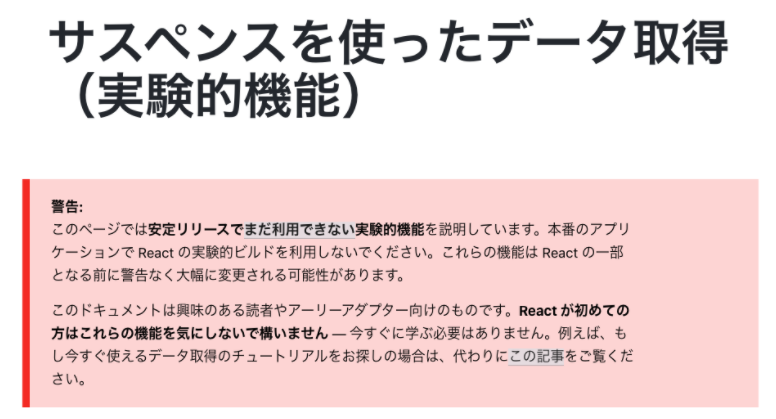 サスペンスを使ったデータ取得
（実験的機能）
警告:
このページでは安定リリースでまだ利用できない実験的機能を説明しています。本番のアプリ
ケーションで React の実験的ビルドを利用しないでください。これらの機能は React の一部
となる前に警告なく大幅に変更される可能性があります。
このドキュメントは興味のある読者やアーリーアダプター向けのものです。React が初めての
方はこれらの機能を気にしないで構いません — 今すぐに学ぶ必要はありません。例えば、も
し今すぐ使えるデータ取得のチュートリアルをお探しの場合は、代わりにこの記事をご覧くだ
さい。